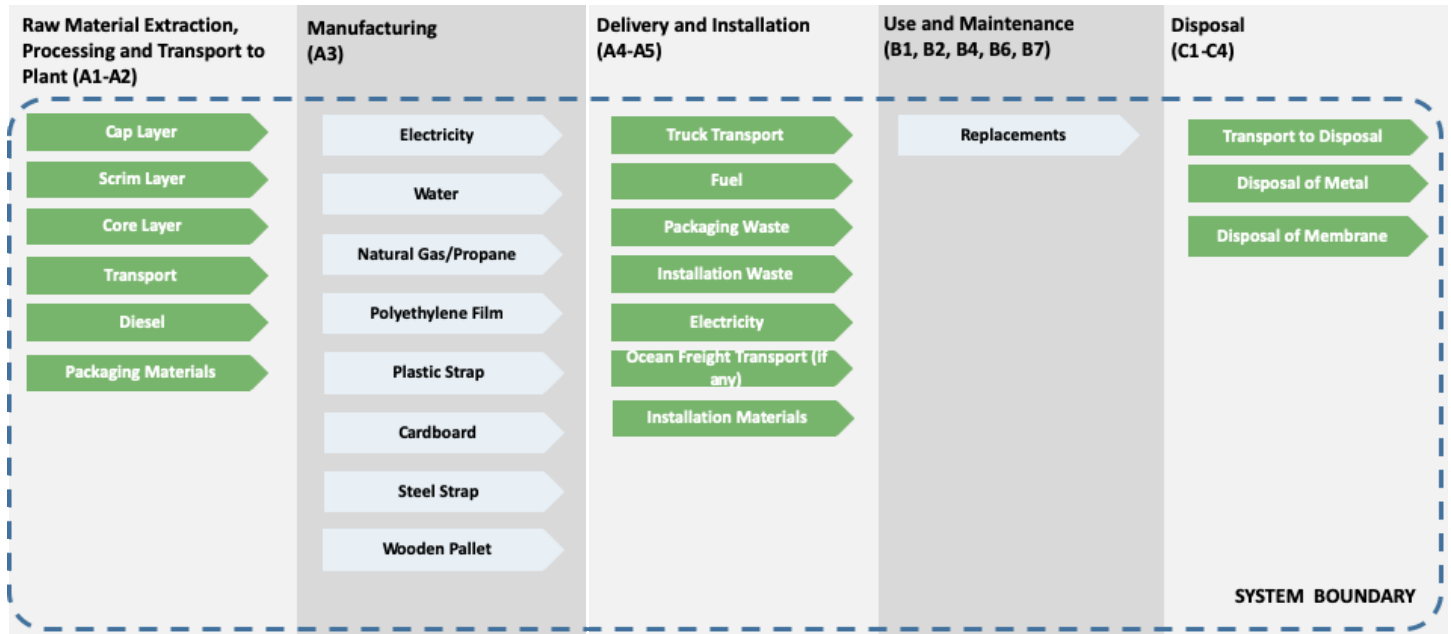 Raw Material Extraction,
Processing and Transport to
Plant (A1-A2)
Cap Layer
Scrim Layer
Core Layer
Transport
Diesel
Packaging Materials
Manufacturing
(A3)
Electricity
Water
Natural Gas/Propane
Polyethylene Film
Plastic Strap
Cardboard
Steel Strap
Wooden Pallet
Delivery and Installation
(A4-A5)
Truck Transport
Fuel
Packaging Waste
Installation Waste
Electricity
Ocean Freight Transport (if
any)
Installation Materials
Use and Maintenance
(B1, B2, B4, B6, B7)
Replacements
Disposal
(C1-C4)
Transport to Disposal
Disposal of Metal
Disposal of Membrane
SYSTEM BOUNDARY